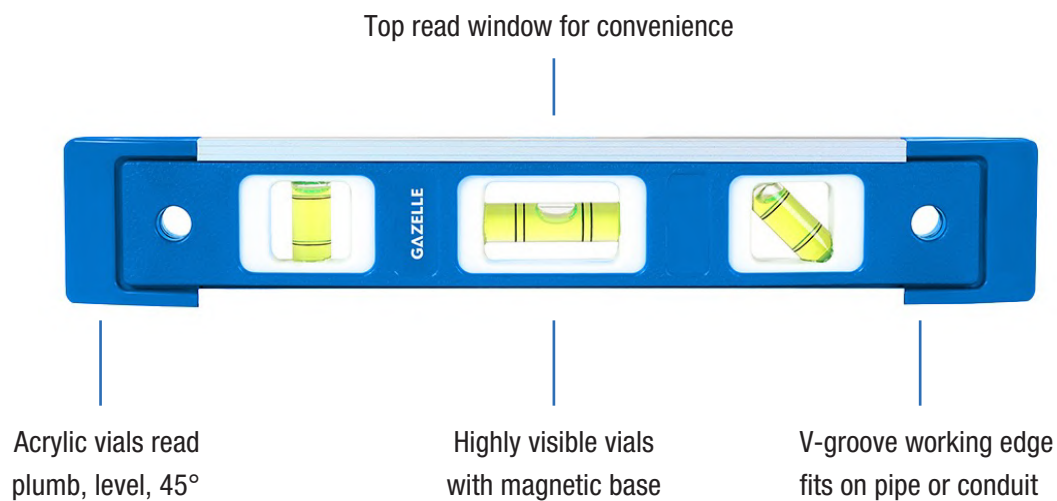 Top read window for convenience
GAZELLE
Acrylic vials read
plumb, level, 45°
Highly visible vials
with magnetic base
V-groove working edge
fits on pipe or conduit